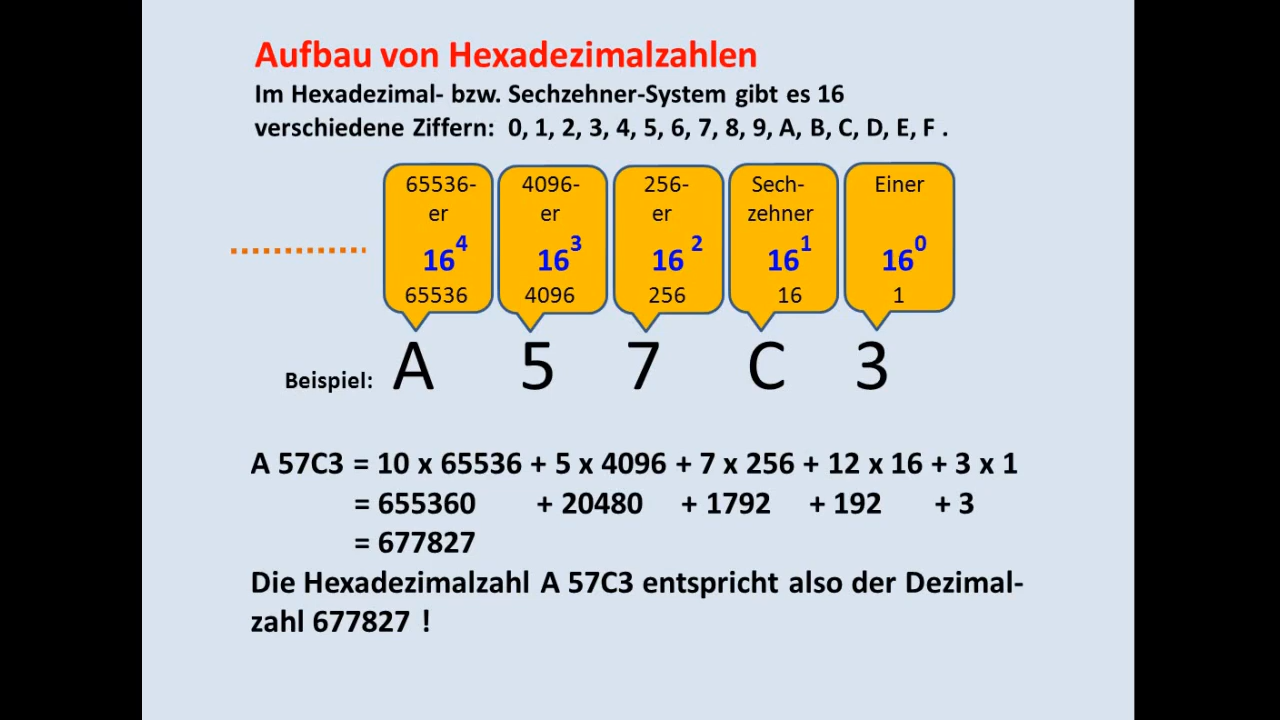 Aufbau von Hexadezimalzahlen
Im Hexadezimal- bzw. Sechzehner-System gibt es 16
verschiedene Ziffern: 0, 1, 2, 3, 4, 5, 6, 7, 8, 9, A, B, C, D, E, F .
65536- 4096- 256- Sech- Einer
er er er zehner
16⁴ 16³ 16² 16¹ 16⁰
65536 4096 256 16 1
Beispiel: A 5 7 C 3
A 57C3 = 10 x 65536 + 5 x 4096 + 7 x 256 + 12 x 16 + 3 x 1
= 655360 + 20480 + 1792 + 192 + 3
= 677827
Die Hexadezimalzahl A 57C3 entspricht also der Dezimal-
zahl 677827 !